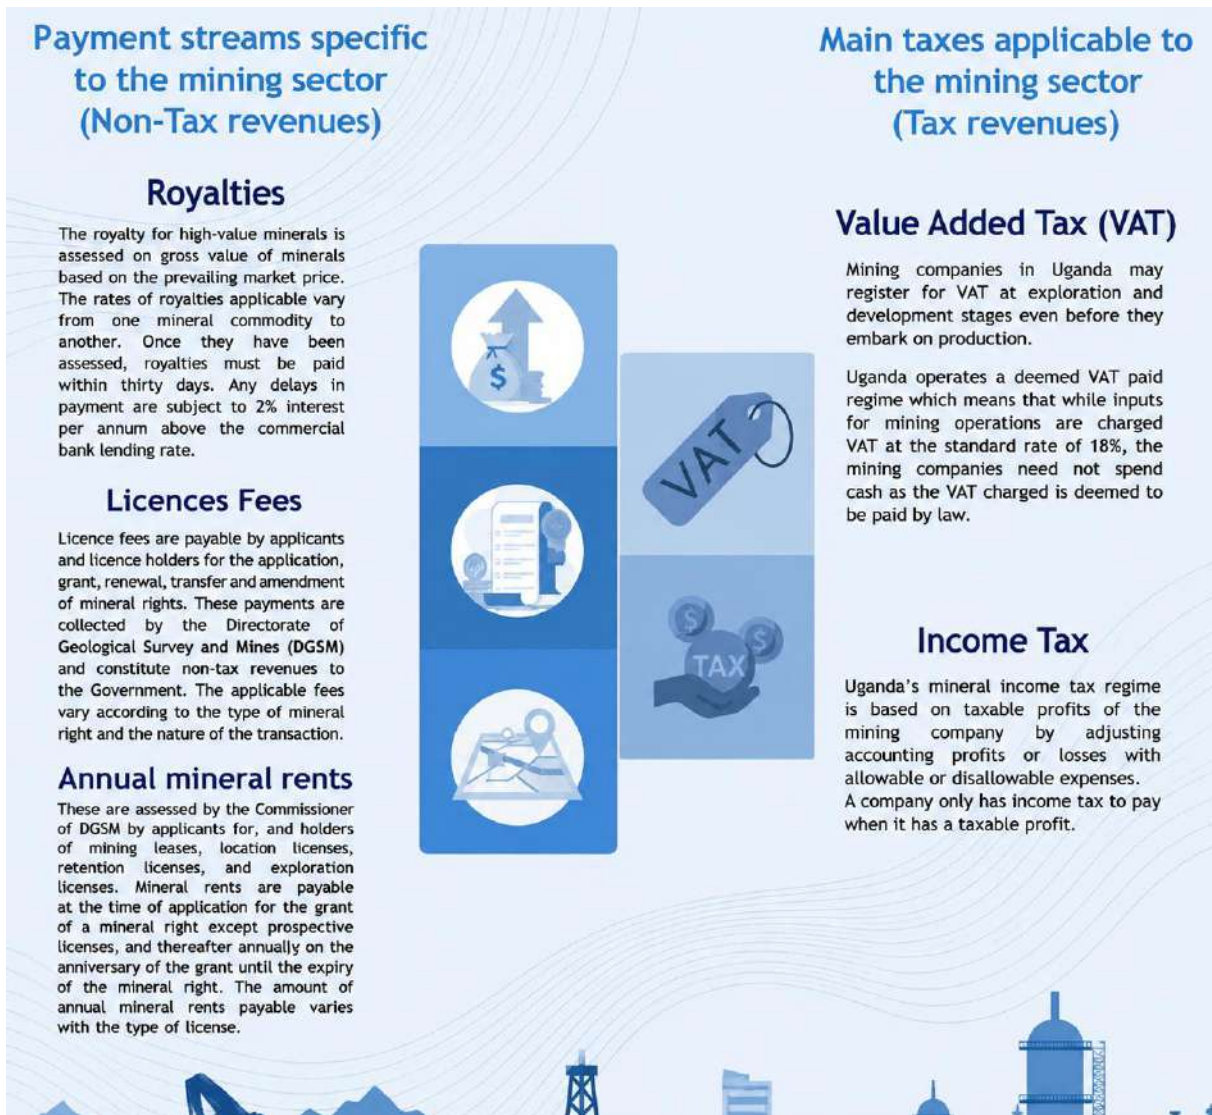 Payment streams specific
to the mining sector
(Non-Tax revenues)
Royalties
The royalty for high-value minerals is
assessed on gross value of minerals
based on the prevailing market price.
The rates of royalties applicable vary
from one mineral commodity to
another. Once they have been
assessed, royalties must be paid
within thirty days. Any delays in
payment are subject to 2% interest
per annum above the commercial
bank lending rate.
Licences Fees
Licence fees are payable by applicants
and licence holders for the application,
grant, renewal, transfer and amendment
of mineral rights. These payments are
collected by the Directorate of
Geological Survey and Mines (DGSM)
and constitute non-tax revenues to
the Government. The applicable fees
vary according to the type of mineral
right and the nature of the transaction.
Annual mineral rents
These are assessed by the Commissioner
of DGSM by applicants for, and holders
of mining leases, location licenses,
retention licenses, and exploration
licenses. Mineral rents are payable
at the time of application for the grant
of a mineral right except prospective
licenses, and thereafter annually on the
anniversary of the grant until the expiry
of the mineral right. The amount of
annual mineral rents payable varies
with the type of license.
$
VAT
$
$
TAX
Main taxes applicable to
the mining sector
(Tax revenues)
Value Added Tax (VAT)
Mining companies in Uganda may
register for VAT at exploration and
development stages even before they
embark on production.
Uganda operates a deemed VAT paid
regime which means that while inputs
for mining operations are charged
VAT at the standard rate of 18%, the
mining companies need not spend
cash as the VAT charged is deemed to
be paid by law.
Income Tax
Uganda's mineral income tax regime
is based on taxable profits of the
mining company by adjusting
accounting profits or losses with
allowable or disallowable expenses.
A company only has income tax to pay
when it has a taxable profit.